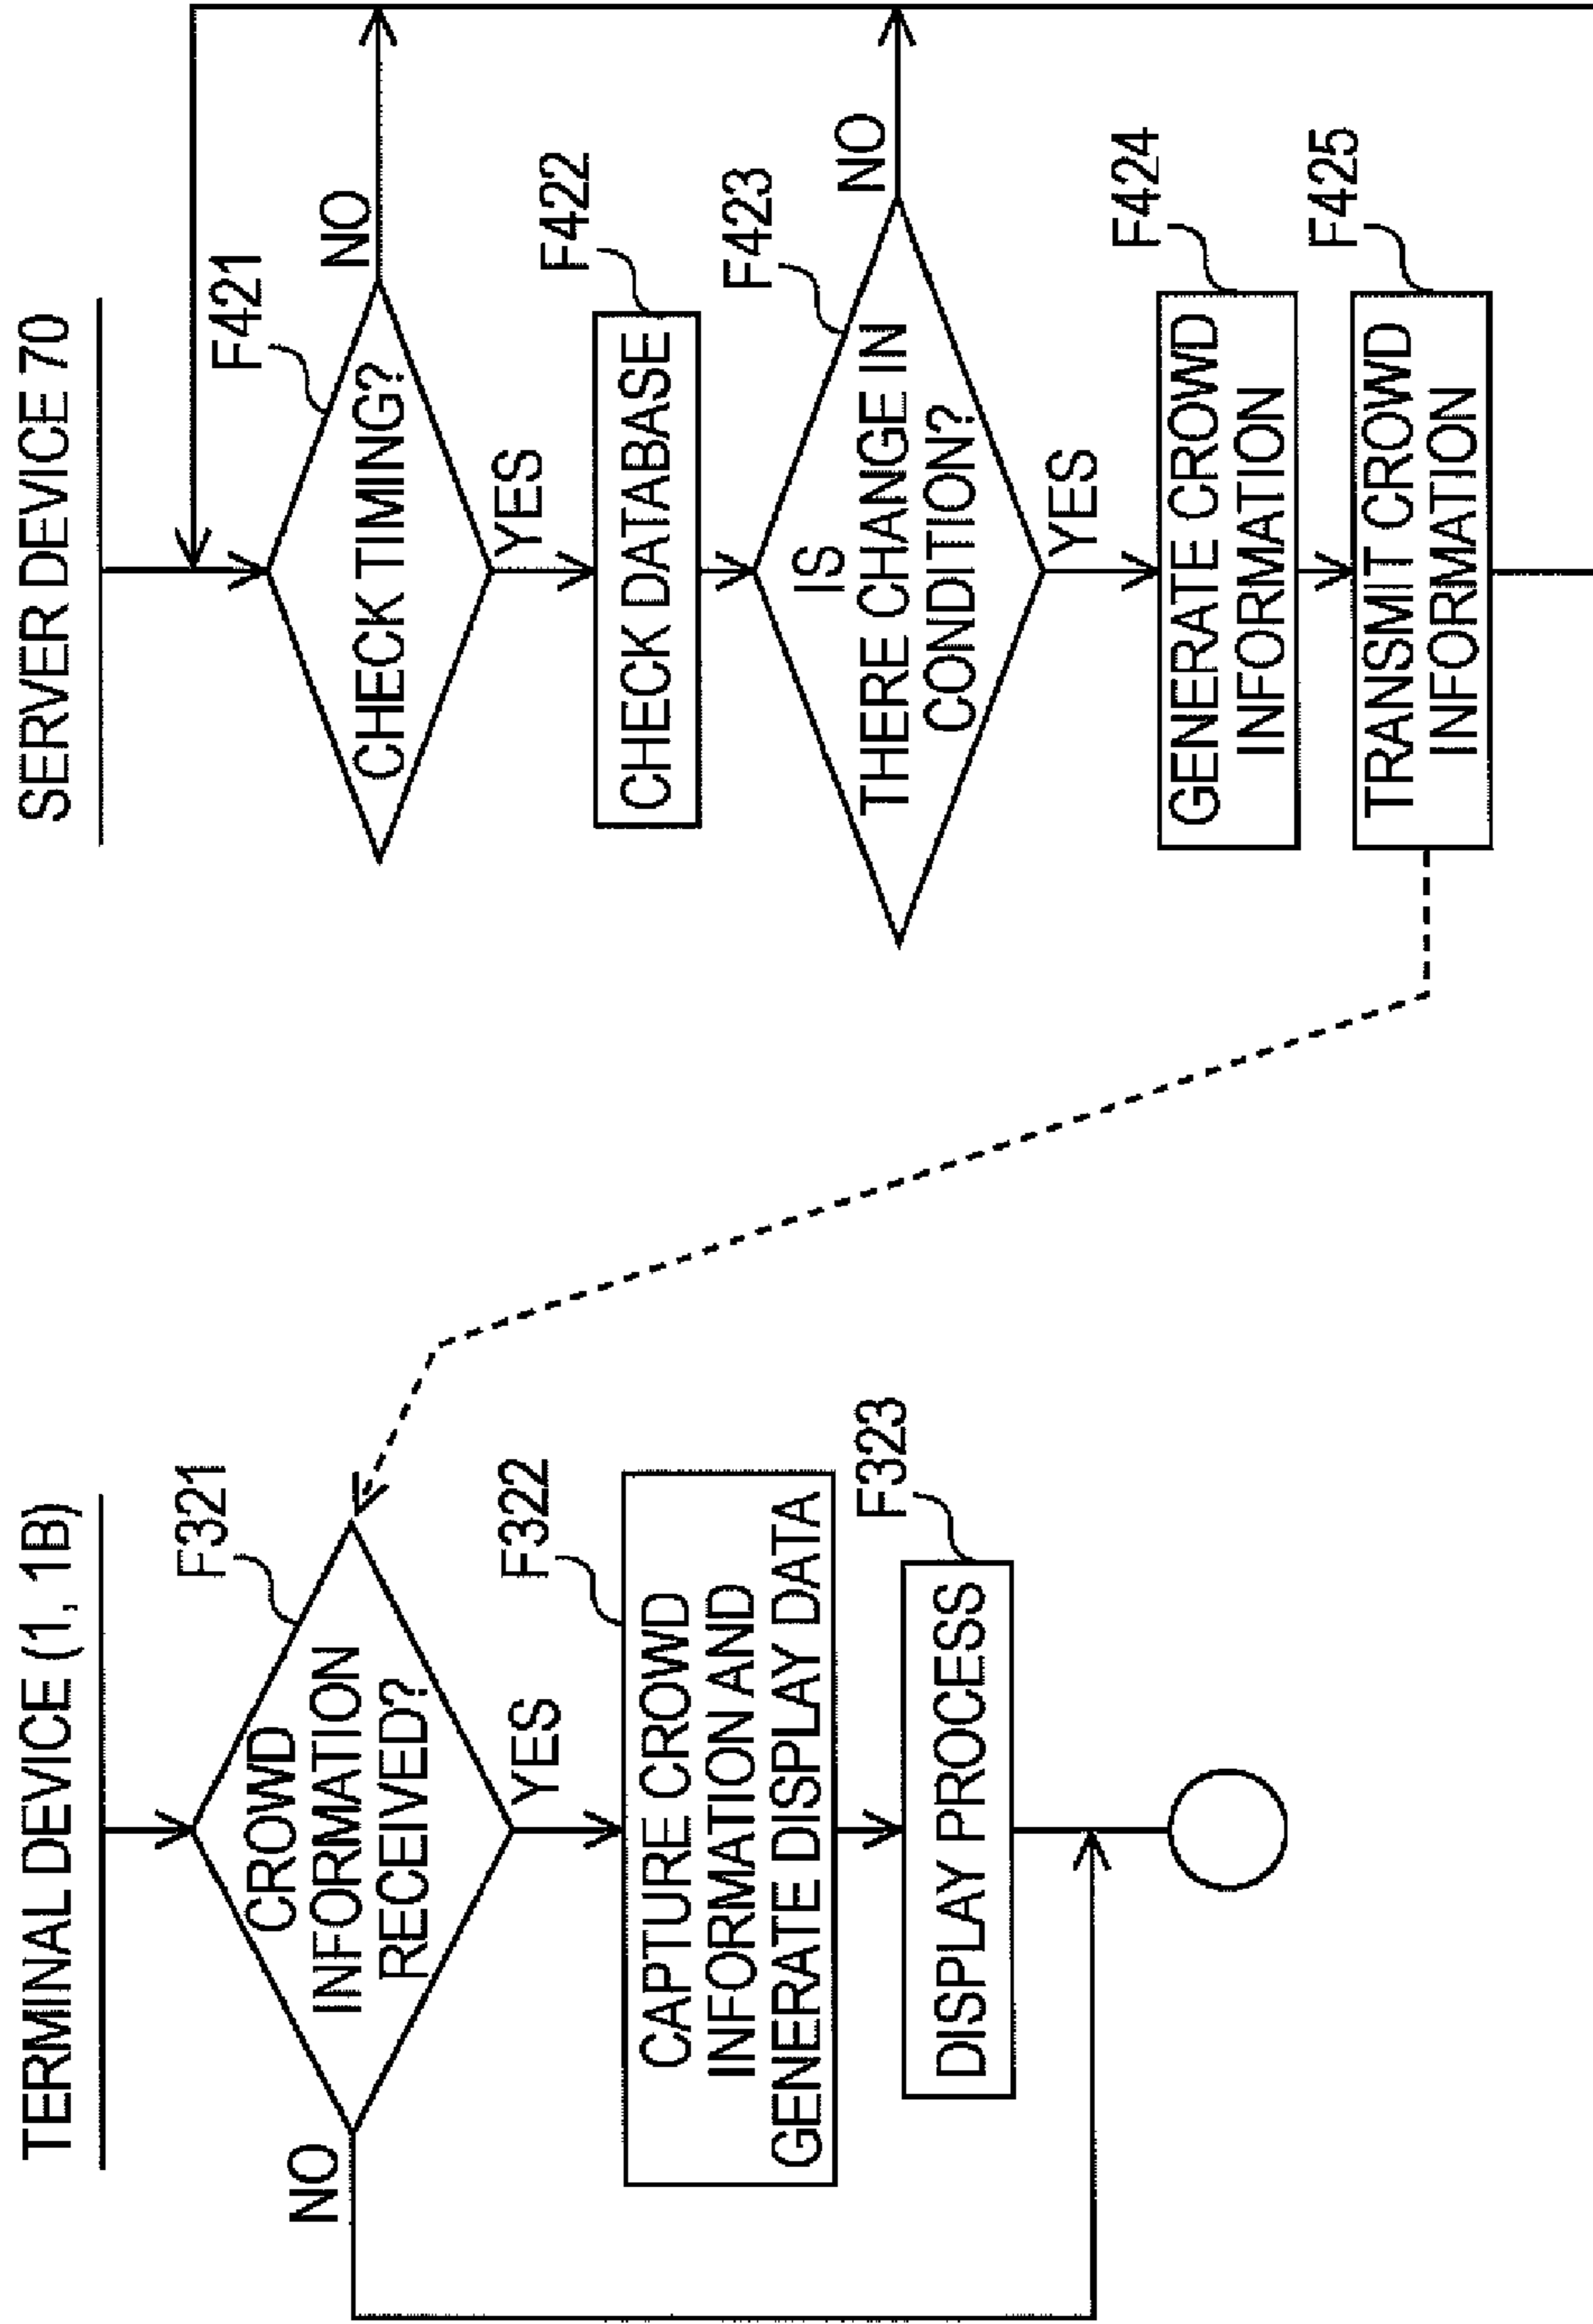 TERMINAL DEVICE (1, 1B)
F321
CROWD
INFORMATION
RECEIVED?
NO
YES
F322
CAPTURE CROWD
INFORMATION AND
GENERATE DISPLAY DATA
F323
DISPLAY PROCESS
SERVER DEVICE 70
F421
CHECK TIMING?
NO
YES
F422
CHECK DATABASE
F423
IS
THERE CHANGE IN
CONDITION?
NO
YES
F424
GENERATE CROWD
INFORMATION
F425
TRANSMIT CROWD
INFORMATION